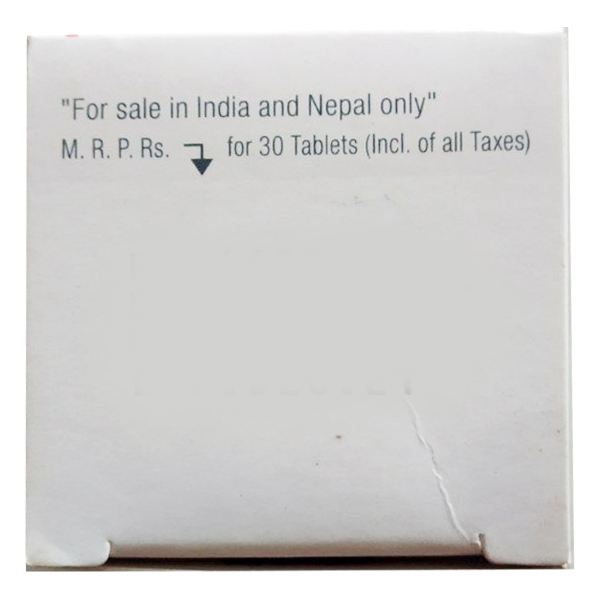 "For sale in India and Nepal only"
M. R. P. Rs. for 30 Tablets (Incl. of all Taxes)